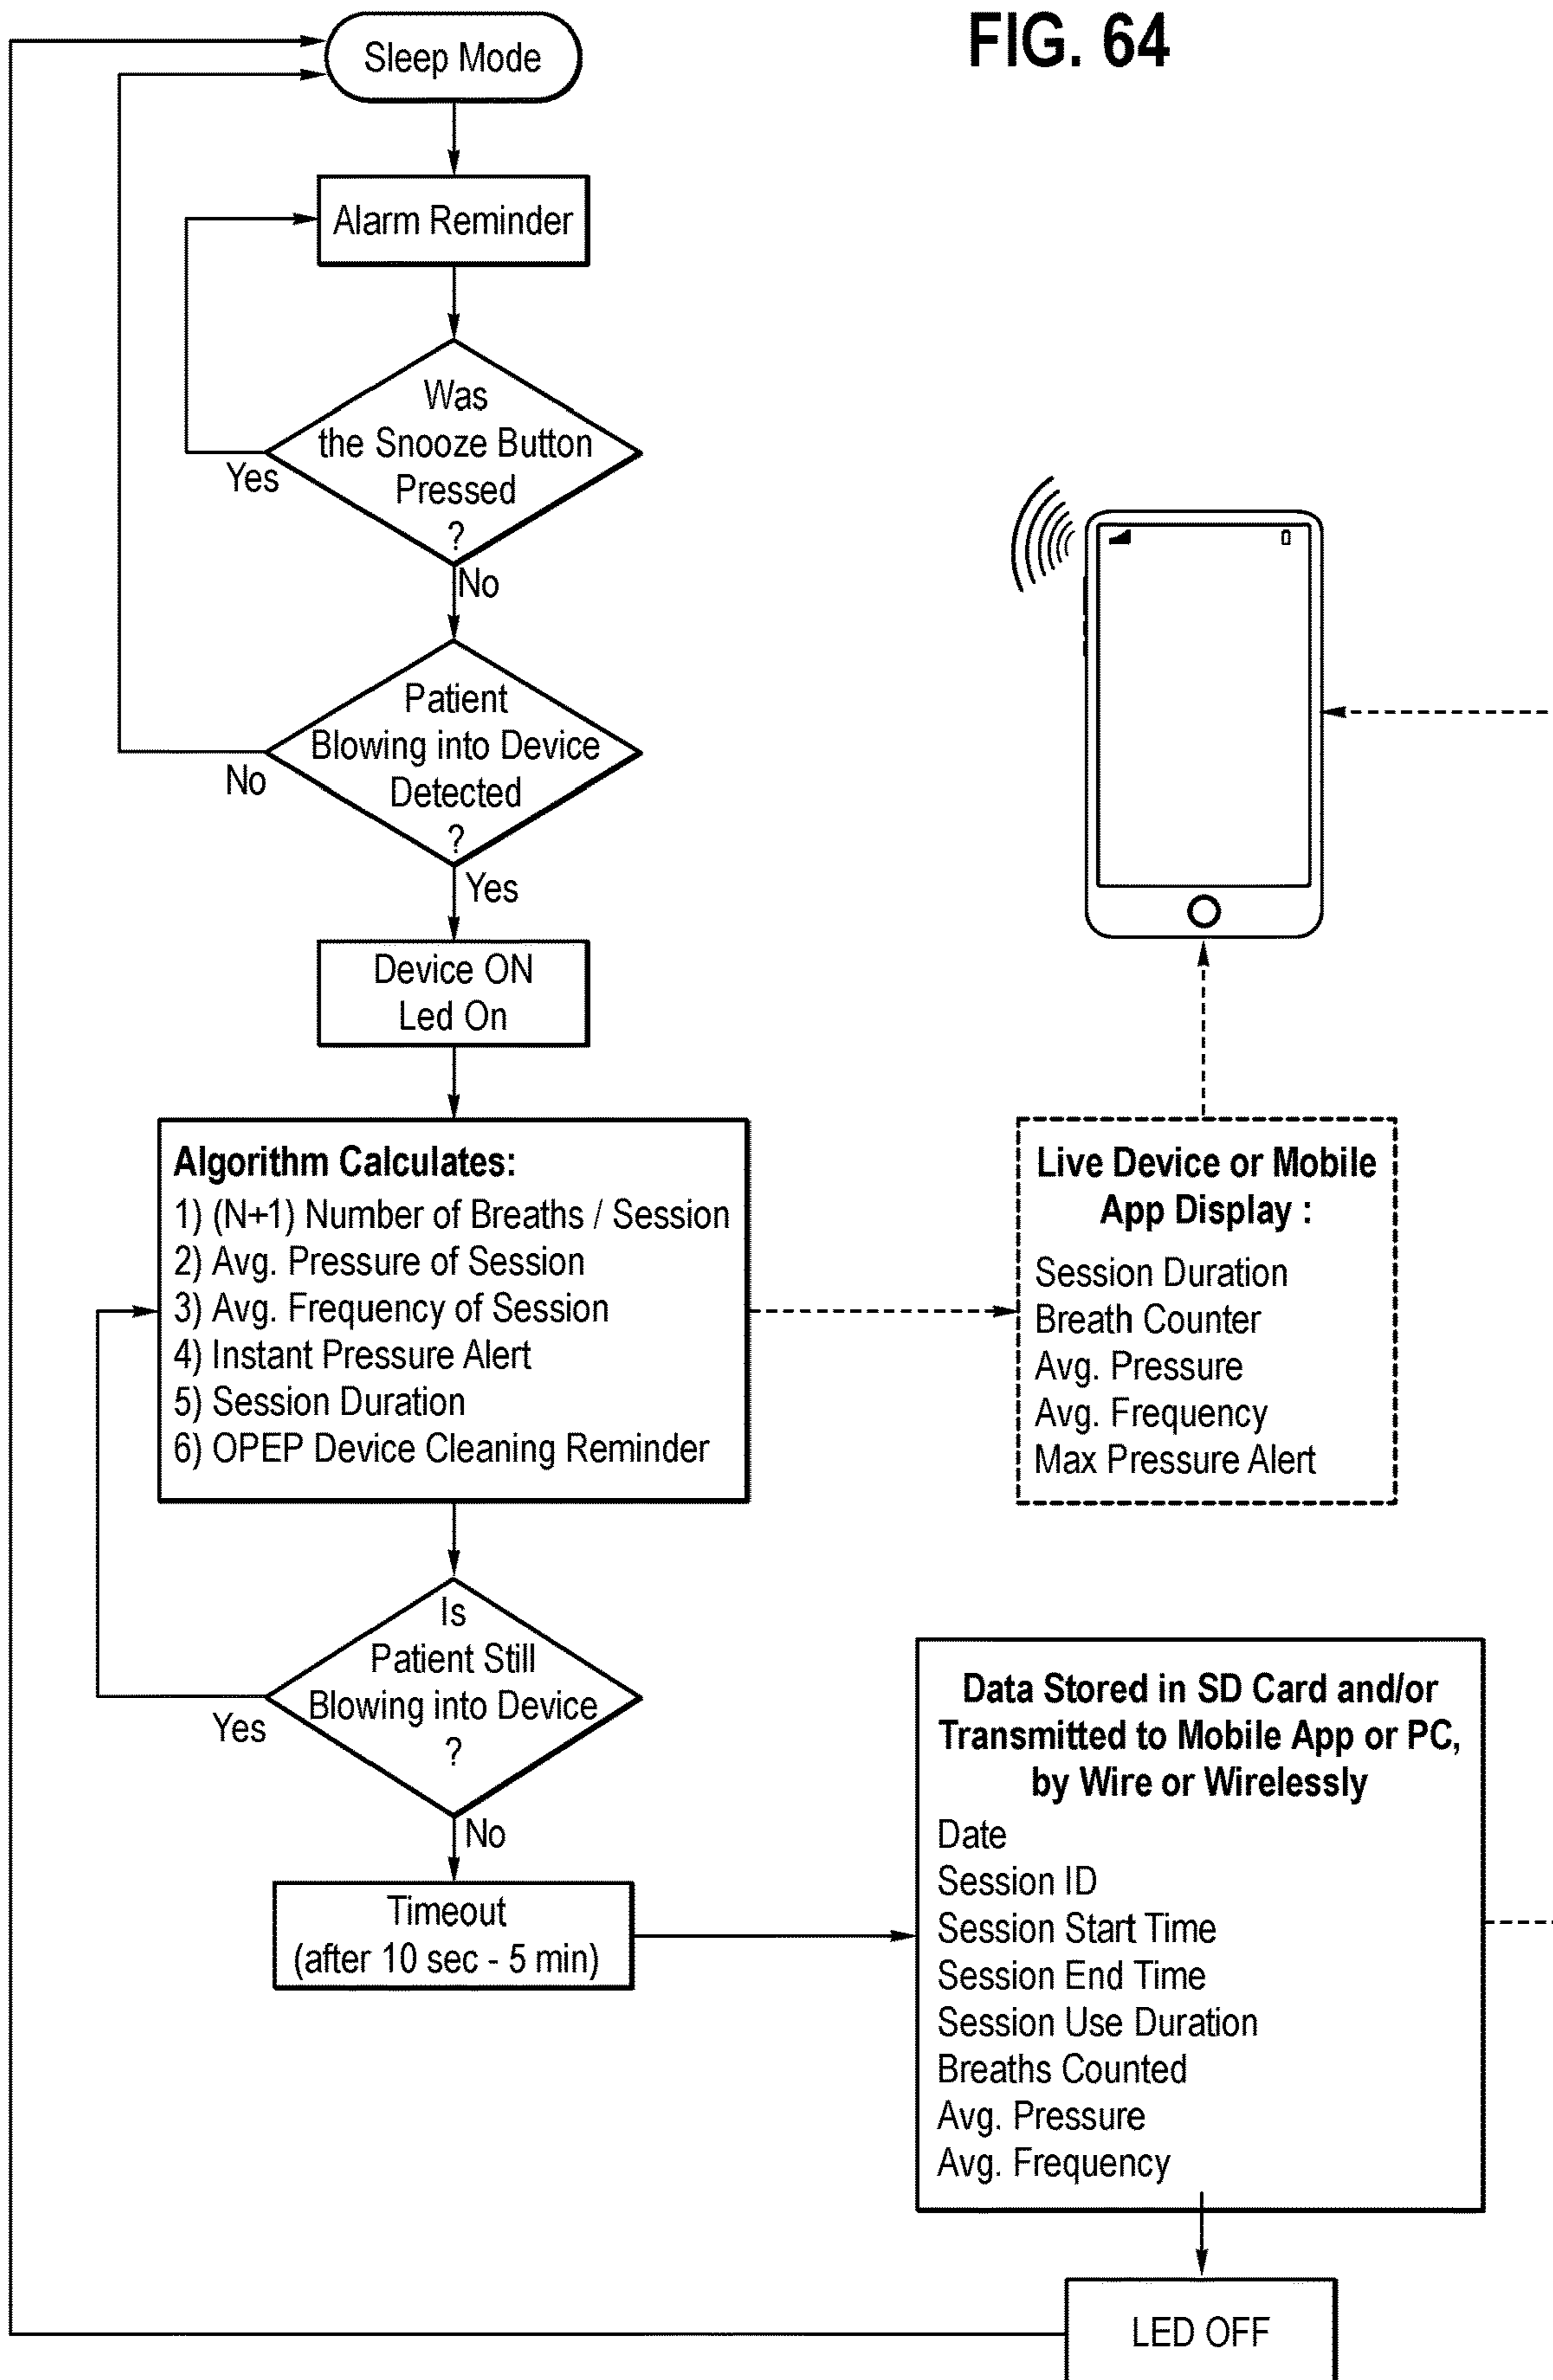 FIG. 64
Sleep Mode
Alarm Reminder
Was
the Snooze Button
Pressed
?
Yes
No
Patient
Blowing into Device
Detected
?
No
Yes
Device ON
Led On
Algorithm Calculates:
1) (N+1) Number of Breaths / Session
2) Avg. Pressure of Session
3) Avg. Frequency of Session
4) Instant Pressure Alert
5) Session Duration
6) OPEP Device Cleaning Reminder
Live Device or Mobile
App Display :
Session Duration
Breath Counter
Avg. Pressure
Avg. Frequency
Max Pressure Alert
Is
Patient Still
Blowing into Device
?
Yes
No
Timeout
(after 10 sec - 5 min)
Data Stored in SD Card and/or
Transmitted to Mobile App or PC,
by Wire or Wirelessly
Date
Session ID
Session Start Time
Session End Time
Session Use Duration
Breaths Counted
Avg. Pressure
Avg. Frequency
LED OFF